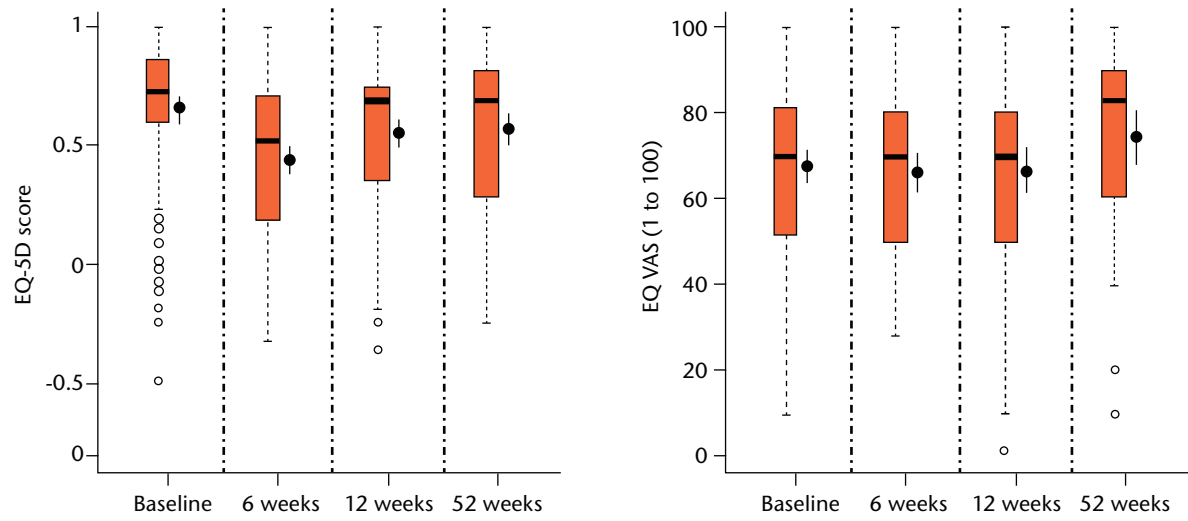 EQ-5D score
1
0.5
0
-0.5
0
Baseline
6 weeks
12 weeks
52 weeks
EQ VAS (1 to 100)
100
80
60
40
20
0
Baseline
6 weeks
12 weeks
52 weeks